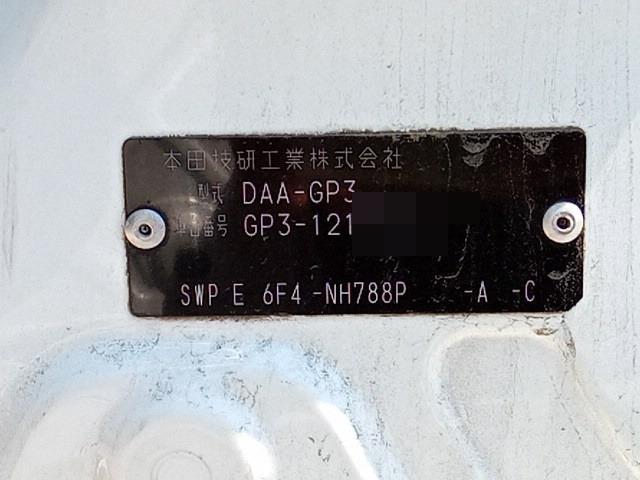 本田技研工業株式会社
型式 DAA-GP3
車台番号 GP3-121
SWP E 6F4 -NH788P -A -C